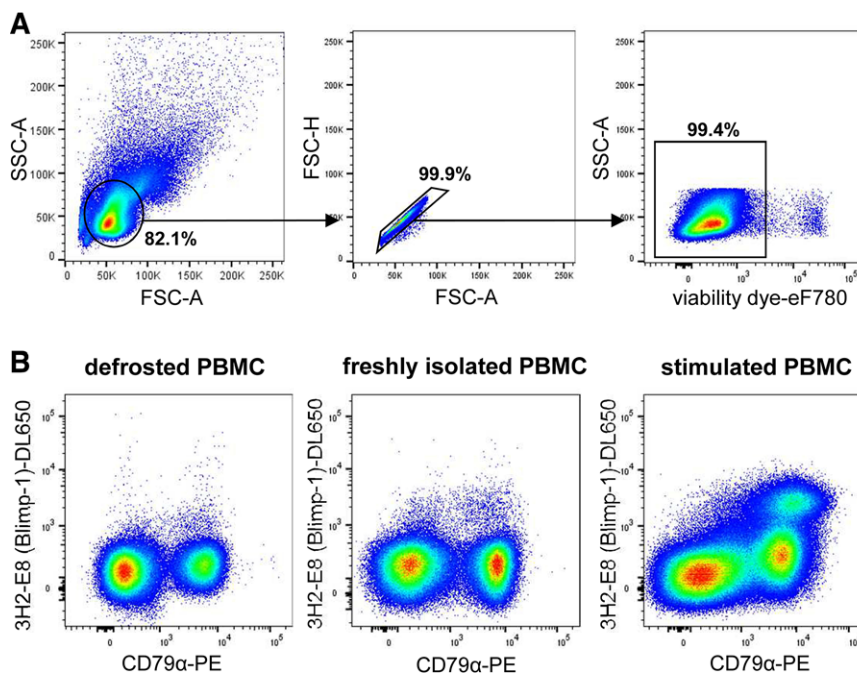 A
SSC-A
250K
200K
150K
100K
50K
0
0 50K 100K 150K 200K 250K
FSC-A
82.1%
FSC-H
250K
200K
150K
100K
50K
0
0 50K 100K 150K 200K 250K
FSC-A
99.9%
SSC-A
250K
200K
150K
100K
50K
0
0 10³ 10⁴ 10⁵
viability dye-eF780
99.4%
B
defrosted PBMC
3H2-E8 (Blimp-1)-DL650
10⁵
10⁴
10³
0
0 10³ 10⁴ 10⁵
CD79α-PE
freshly isolated PBMC
3H2-E8 (Blimp-1)-DL650
10⁵
10⁴
10³
0
0 10³ 10⁴ 10⁵
CD79α-PE
stimulated PBMC
3H2-E8 (Blimp-1)-DL650
10⁵
10⁴
10³
0
0 10³ 10⁴ 10⁵
CD79α-PE